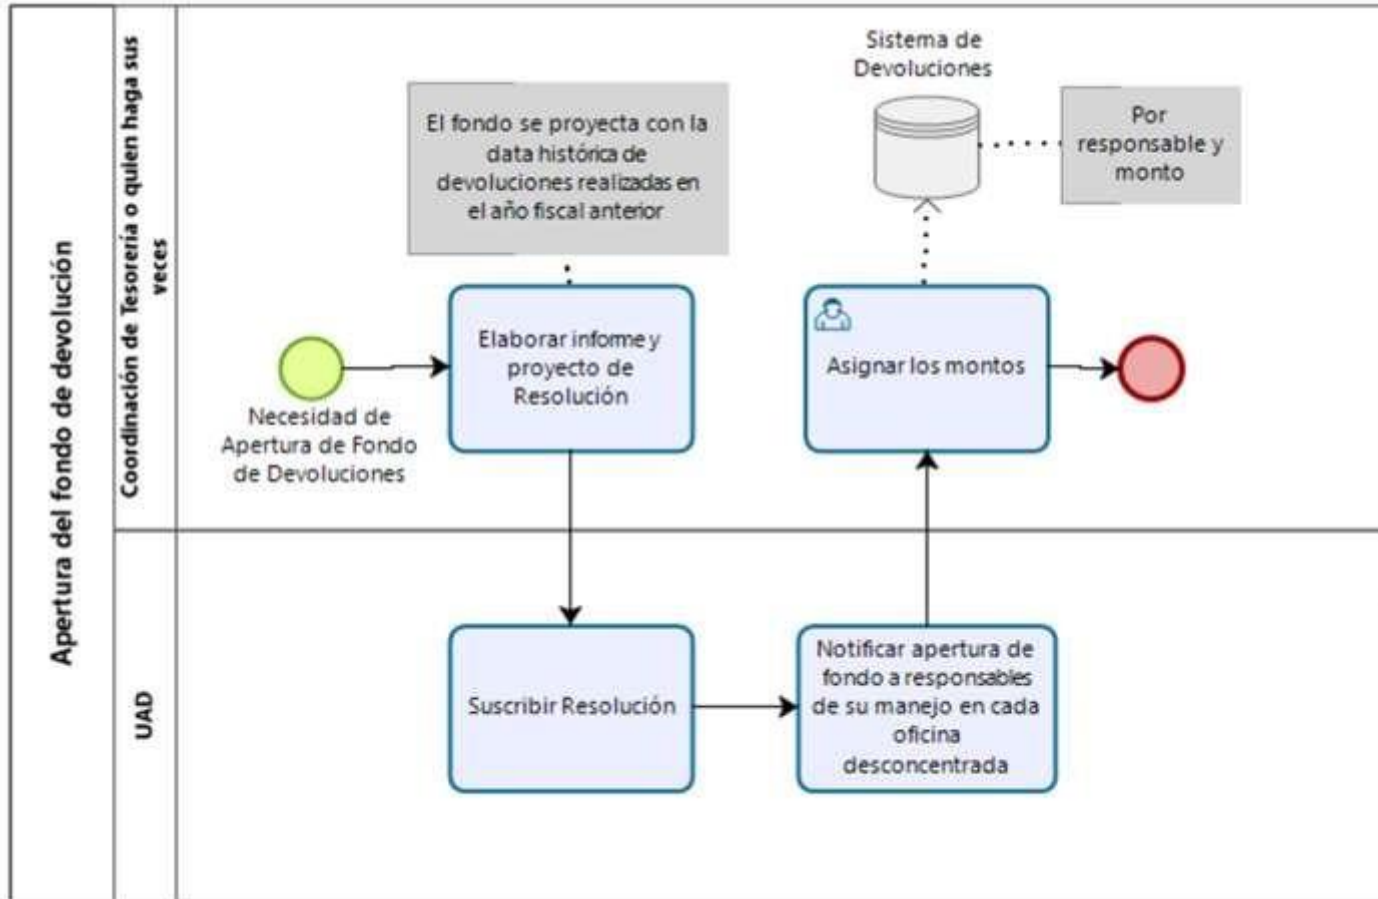 Apertura del fondo de devolución
Coordinación de Tesorería o quien haga sus
veces
El fondo se proyecta con la
data histórica de
devoluciones realizadas en
el año fiscal anterior
Sistema de
Devoluciones
Por
responsable y
monto
Necesidad de
Apertura de Fondo
de Devoluciones
Elaborar informe y
proyecto de
Resolución
Asignar los montos
UAD
Suscribir Resolución
Notificar apertura de
fondo a responsables
de su manejo en cada
oficina
desconcentrada